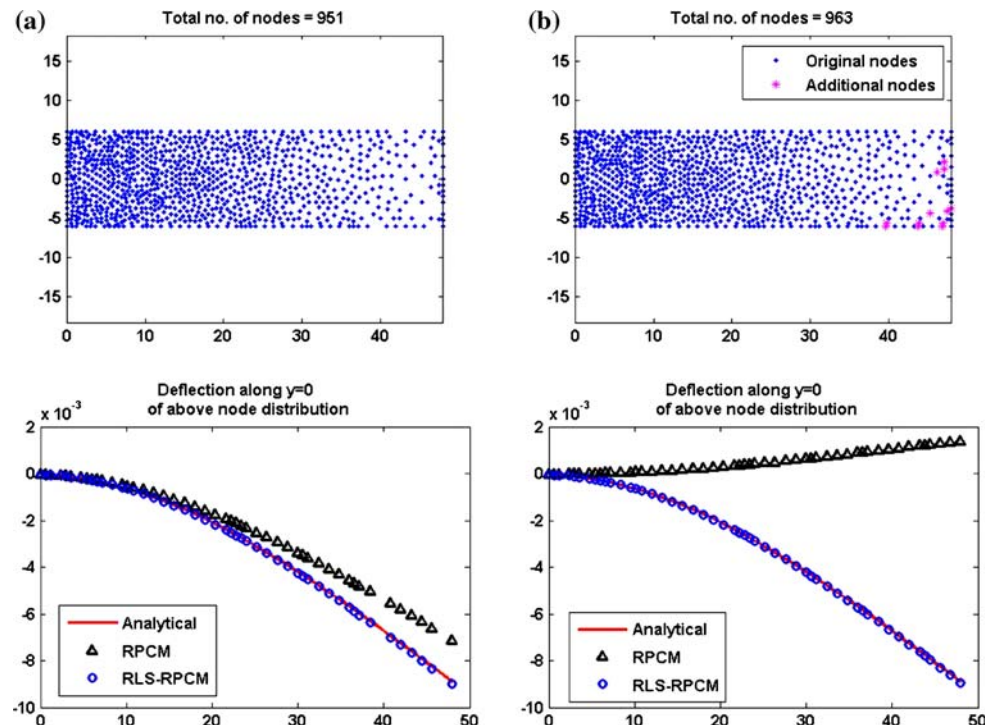 (a)
Total no. of nodes = 951
15
10
5
0
-5
-10
-15
0 10 20 30 40
(b)
Total no. of nodes = 963
Original nodes
Additional nodes
15
10
5
0
-5
-10
-15
0 10 20 30 40
Deflection along y=0
of above node distribution
x 10⁻³
2
0
-2
-4
-6
-8
-10
Analytical
RPCM
RLS-RPCM
0 10 20 30 40 50
Deflection along y=0
of above node distribution
x 10⁻³
2
0
-2
-4
-6
-8
-10
Analytical
RPCM
RLS-RPCM
0 10 20 30 40 50